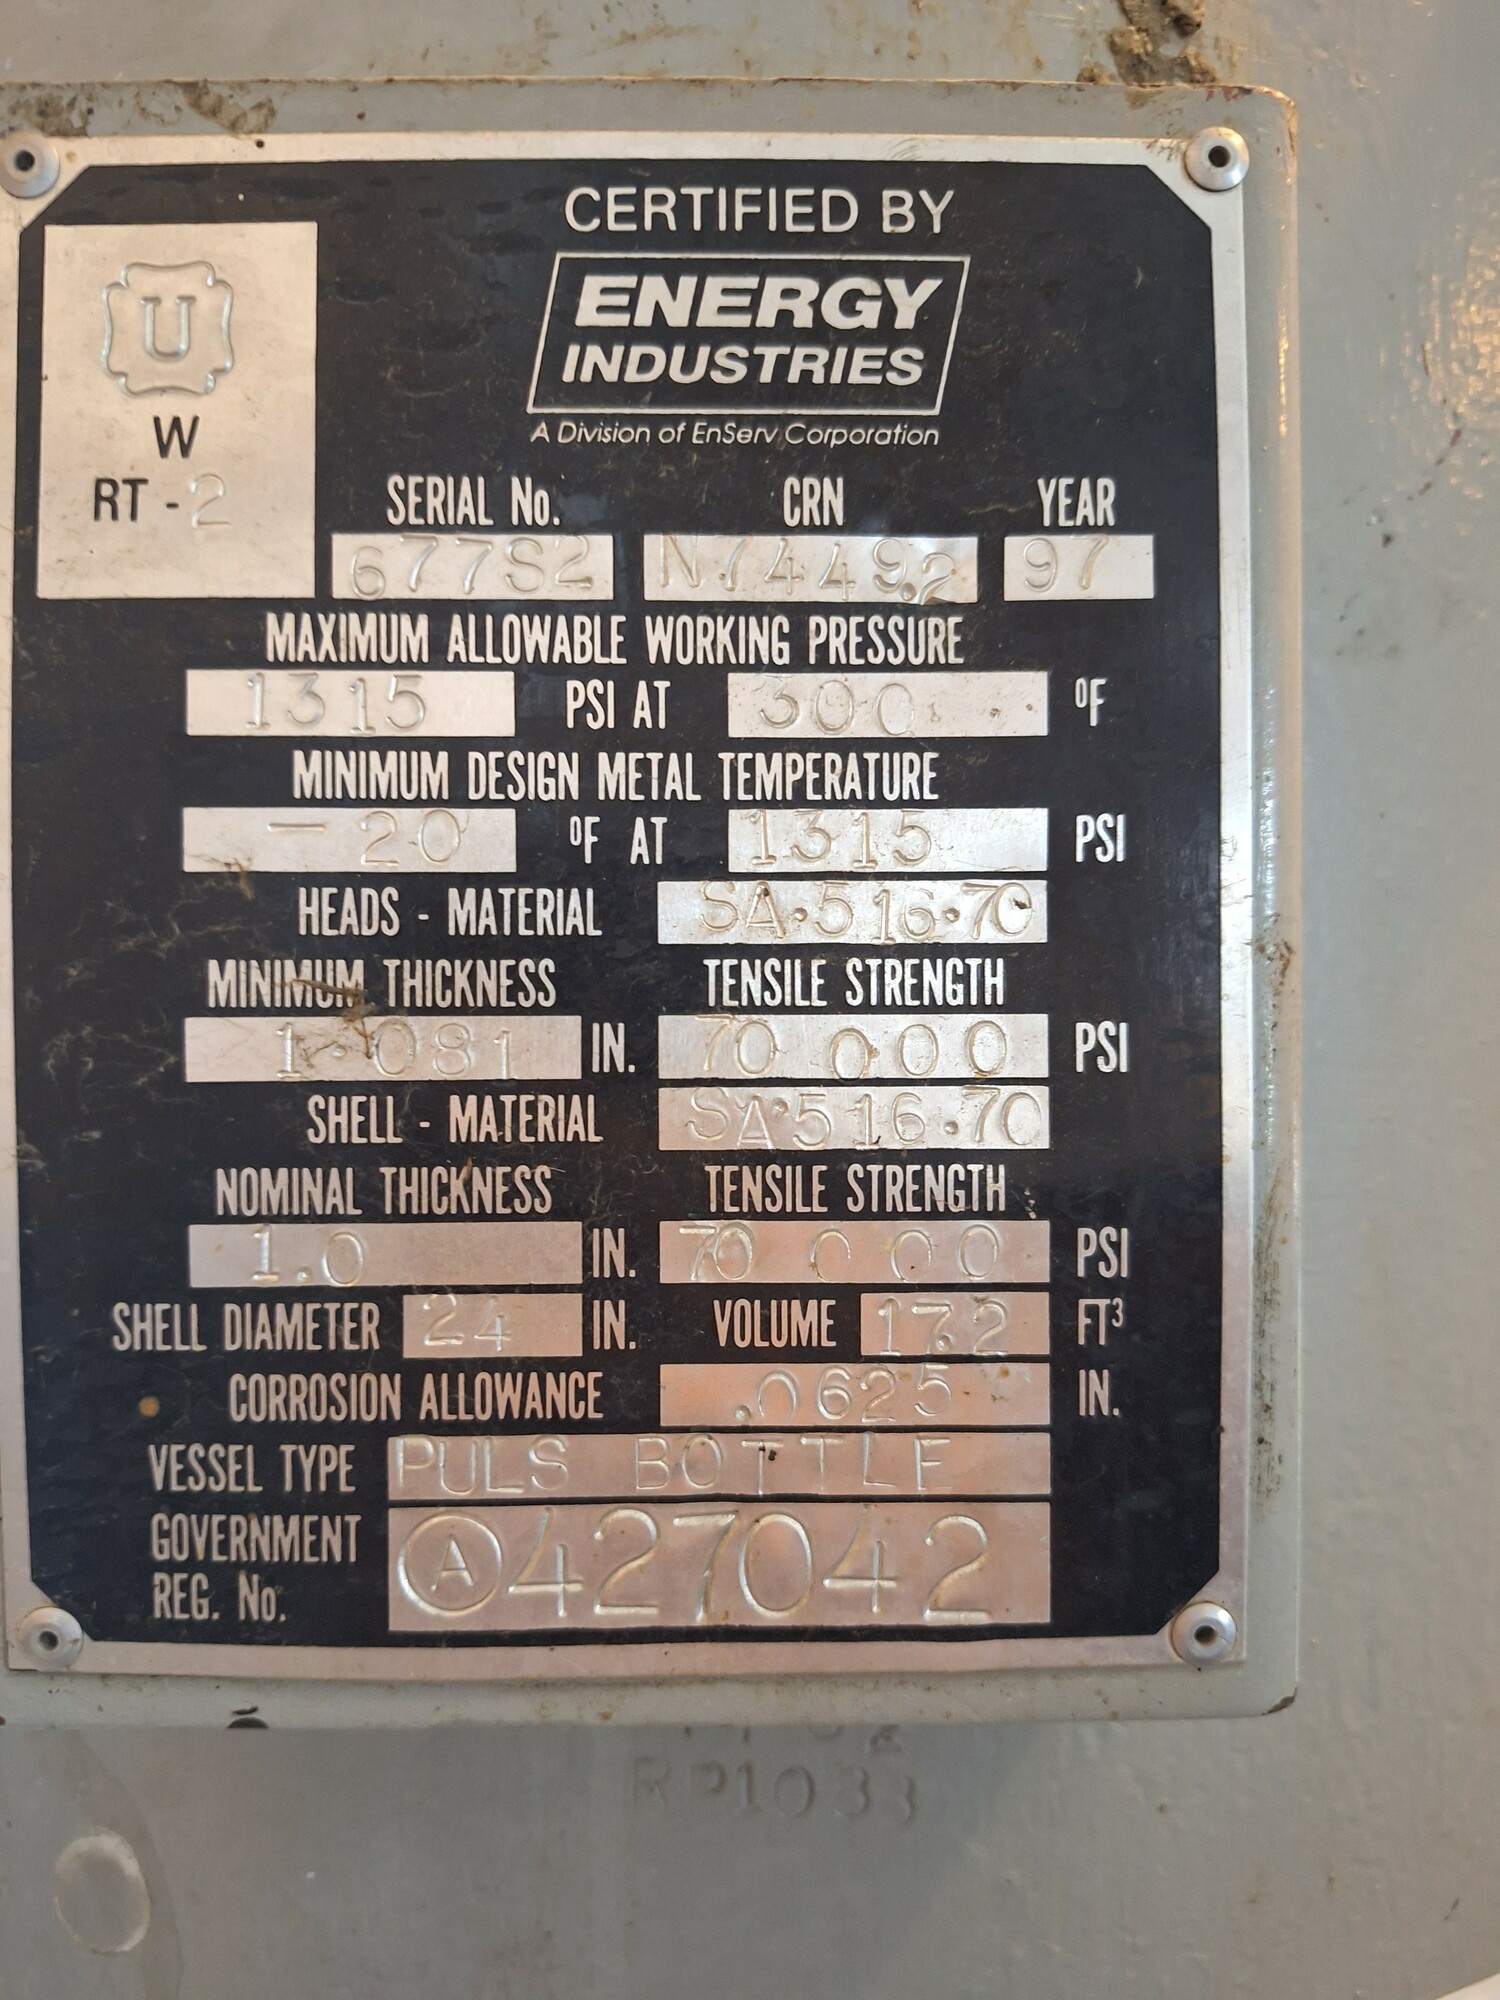 CERTIFIED BY
ENERGY
INDUSTRIES
A Division of EnServ Corporation
U
W
RT - 2
SERIAL No. CRN YEAR
677S2 N7449.2 97
MAXIMUM ALLOWABLE WORKING PRESSURE
1315 PSI AT 300 °F
MINIMUM DESIGN METAL TEMPERATURE
-20 °F AT 1315 PSI
HEADS - MATERIAL SA-516-70
MINIMUM THICKNESS TENSILE STRENGTH
1.081 IN. 70 000 PSI
SHELL - MATERIAL SA-516-70
NOMINAL THICKNESS TENSILE STRENGTH
1.0 IN. 70 000 PSI
SHELL DIAMETER 24 IN. VOLUME 17.2 FT³
CORROSION ALLOWANCE .0625 IN.
VESSEL TYPE PULS BOTTLE
GOVERNMENT
REG. No. A 427042
RP1033